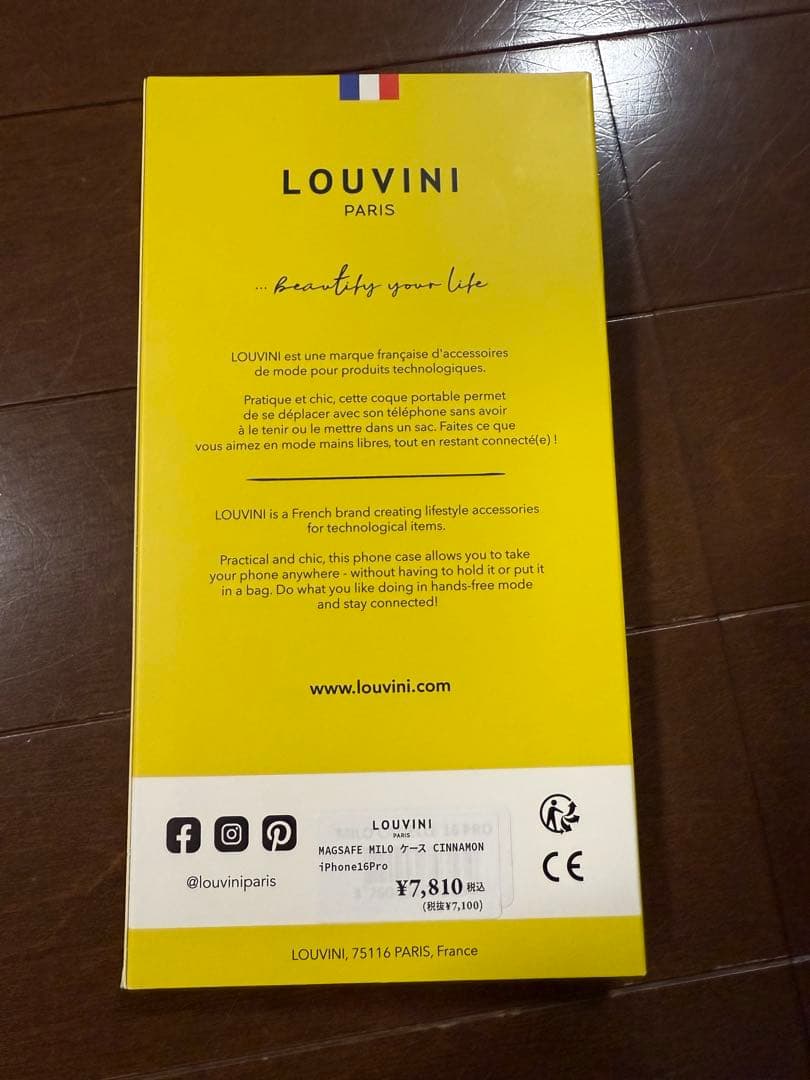 LOUVINI
PARIS
... beautify your life
LOUVINI est une marque française d'accessoires
de mode pour produits technologiques.
Pratique et chic, cette coque portable permet
de se déplacer avec son téléphone sans avoir
à le tenir ou le mettre dans un sac. Faites ce que
vous aimez en mode mains libres, tout en restant connecté(e) !
LOUVINI is a French brand creating lifestyle accessories
for technological items.
Practical and chic, this phone case allows you to take
your phone anywhere - without having to hold it or put it
in a bag. Do what you like doing in hands-free mode
and stay connected!
www.louvini.com
@louviniparis
LOUVINI
PARIS
MAGSAFE MILO ケース CINNAMON
iPhone16Pro
¥7,810 税込
(税抜¥7,100)
CE
LOUVINI, 75116 PARIS, France